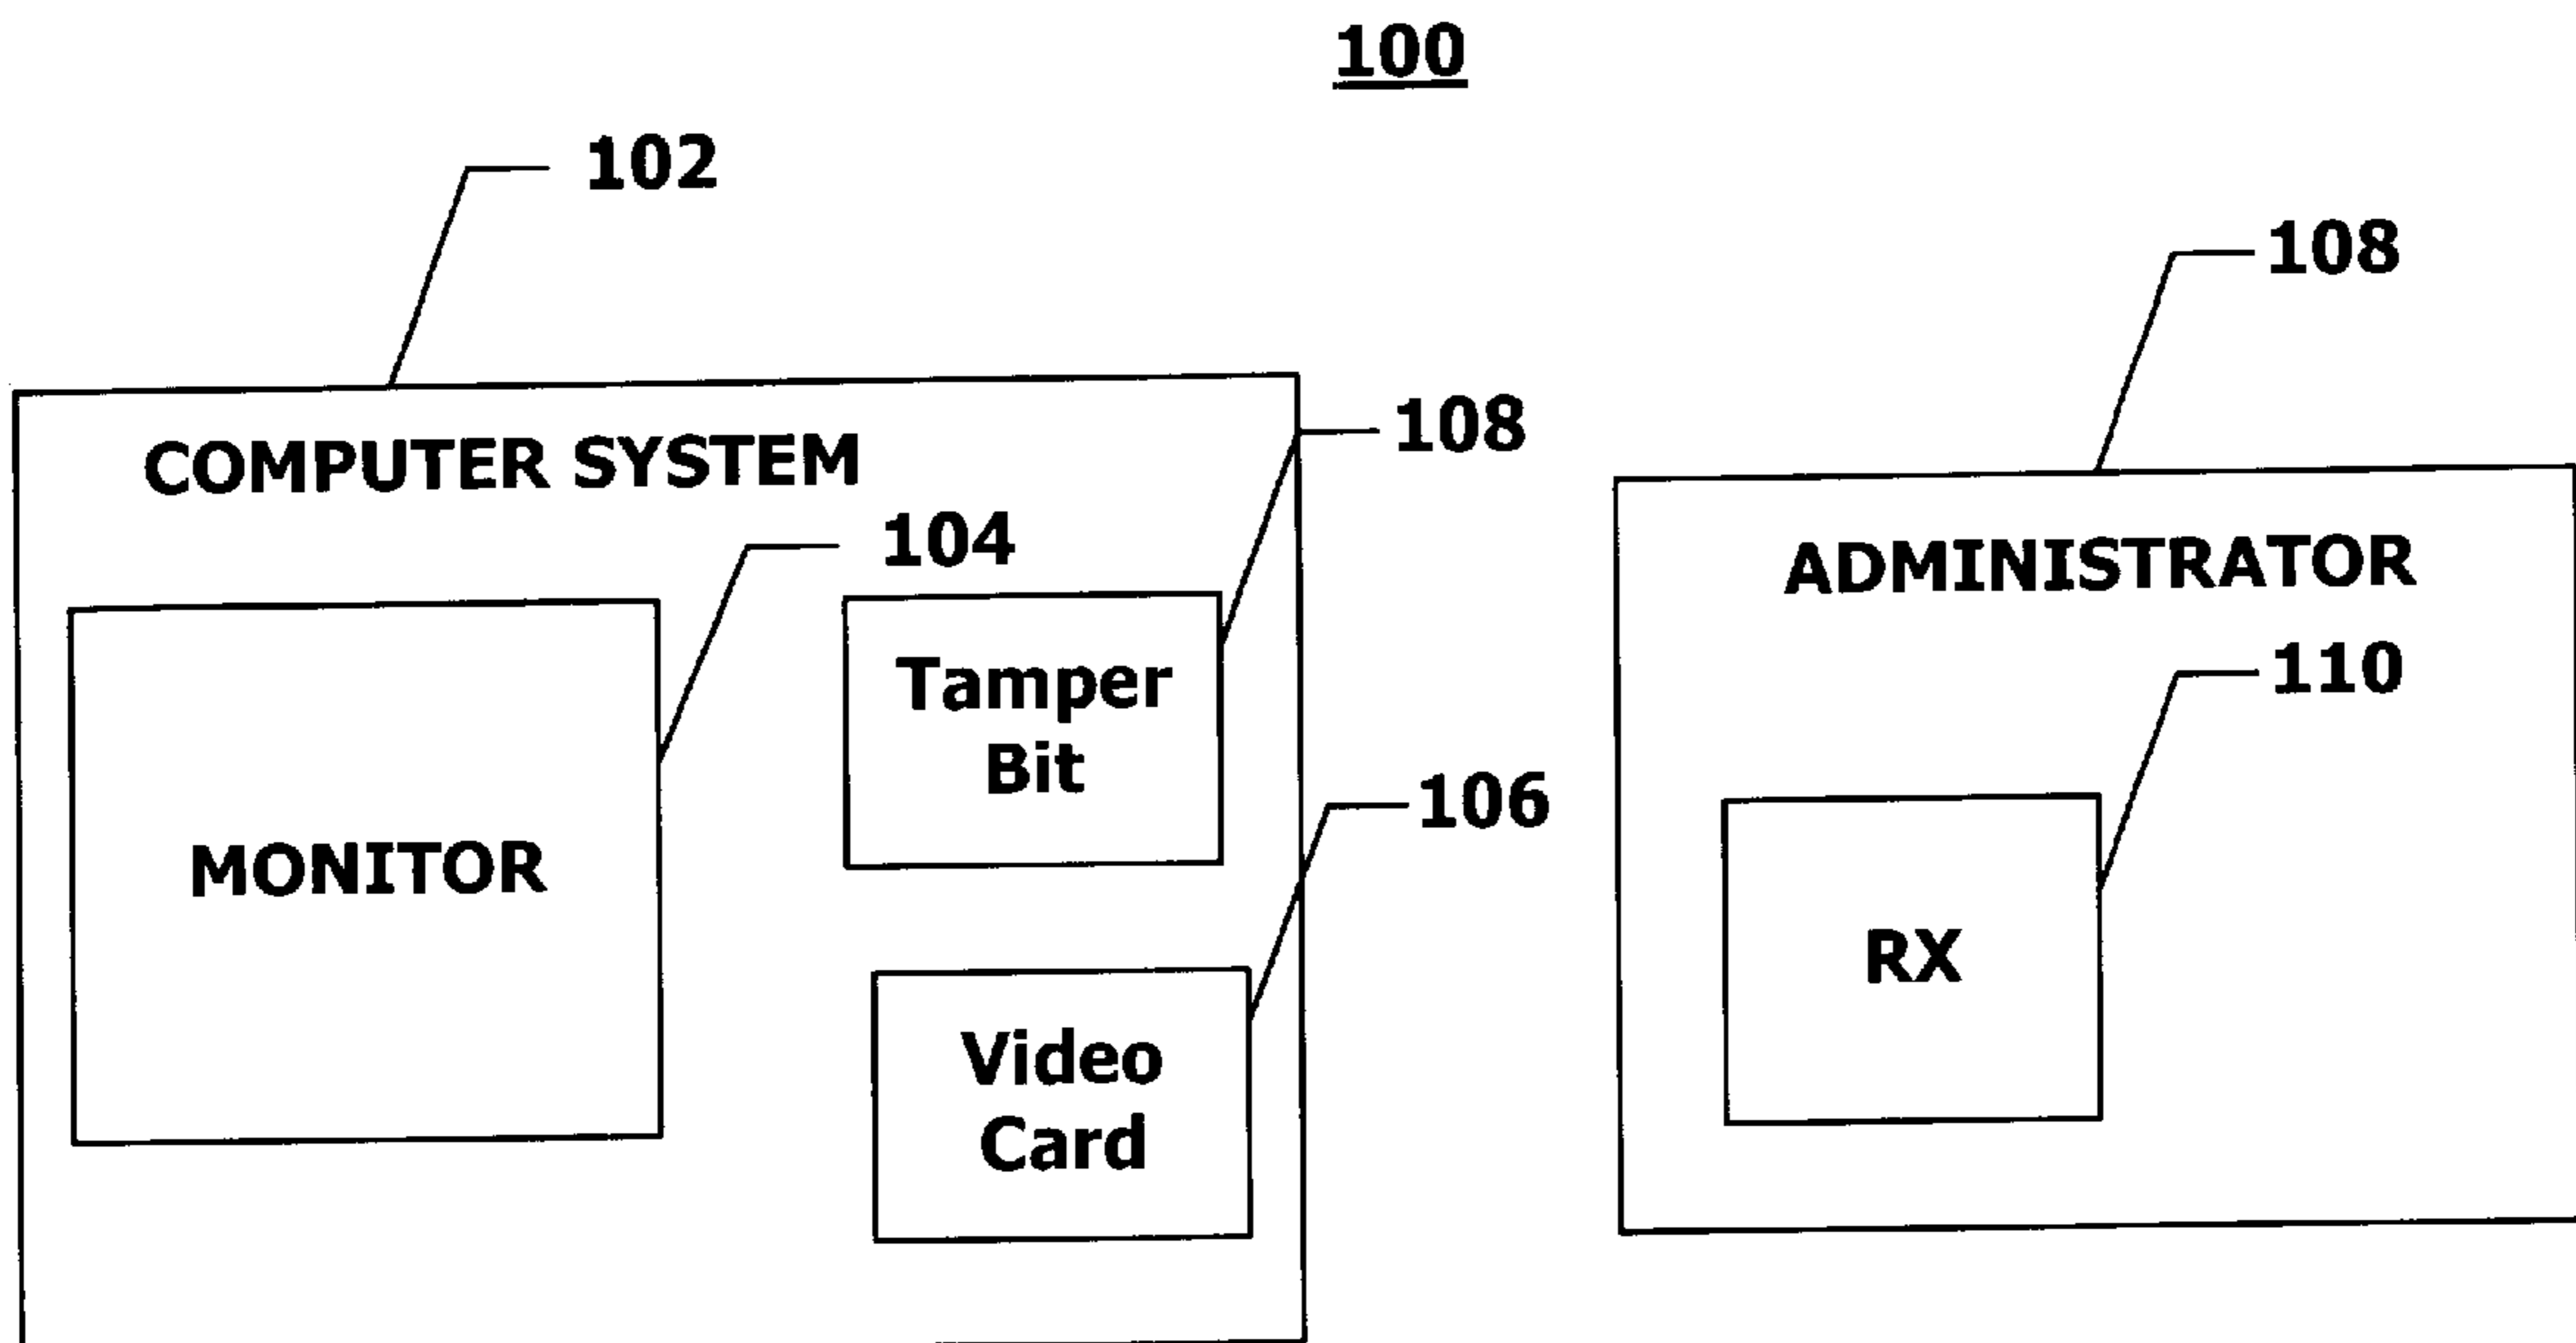 100
102
108
108
COMPUTER SYSTEM
104
ADMINISTRATOR
Tamper
Bit
110
106
MONITOR
RX
Video
Card